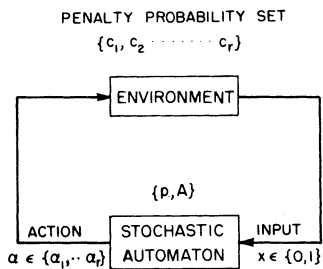 PENALTY PROBABILITY SET
{c₁, c₂ ········ cᵣ}
ENVIRONMENT
{p, A}
ACTION
α ∈ {α₁,··αᵣ}
STOCHASTIC
AUTOMATON
INPUT
x ∈ {0,1}